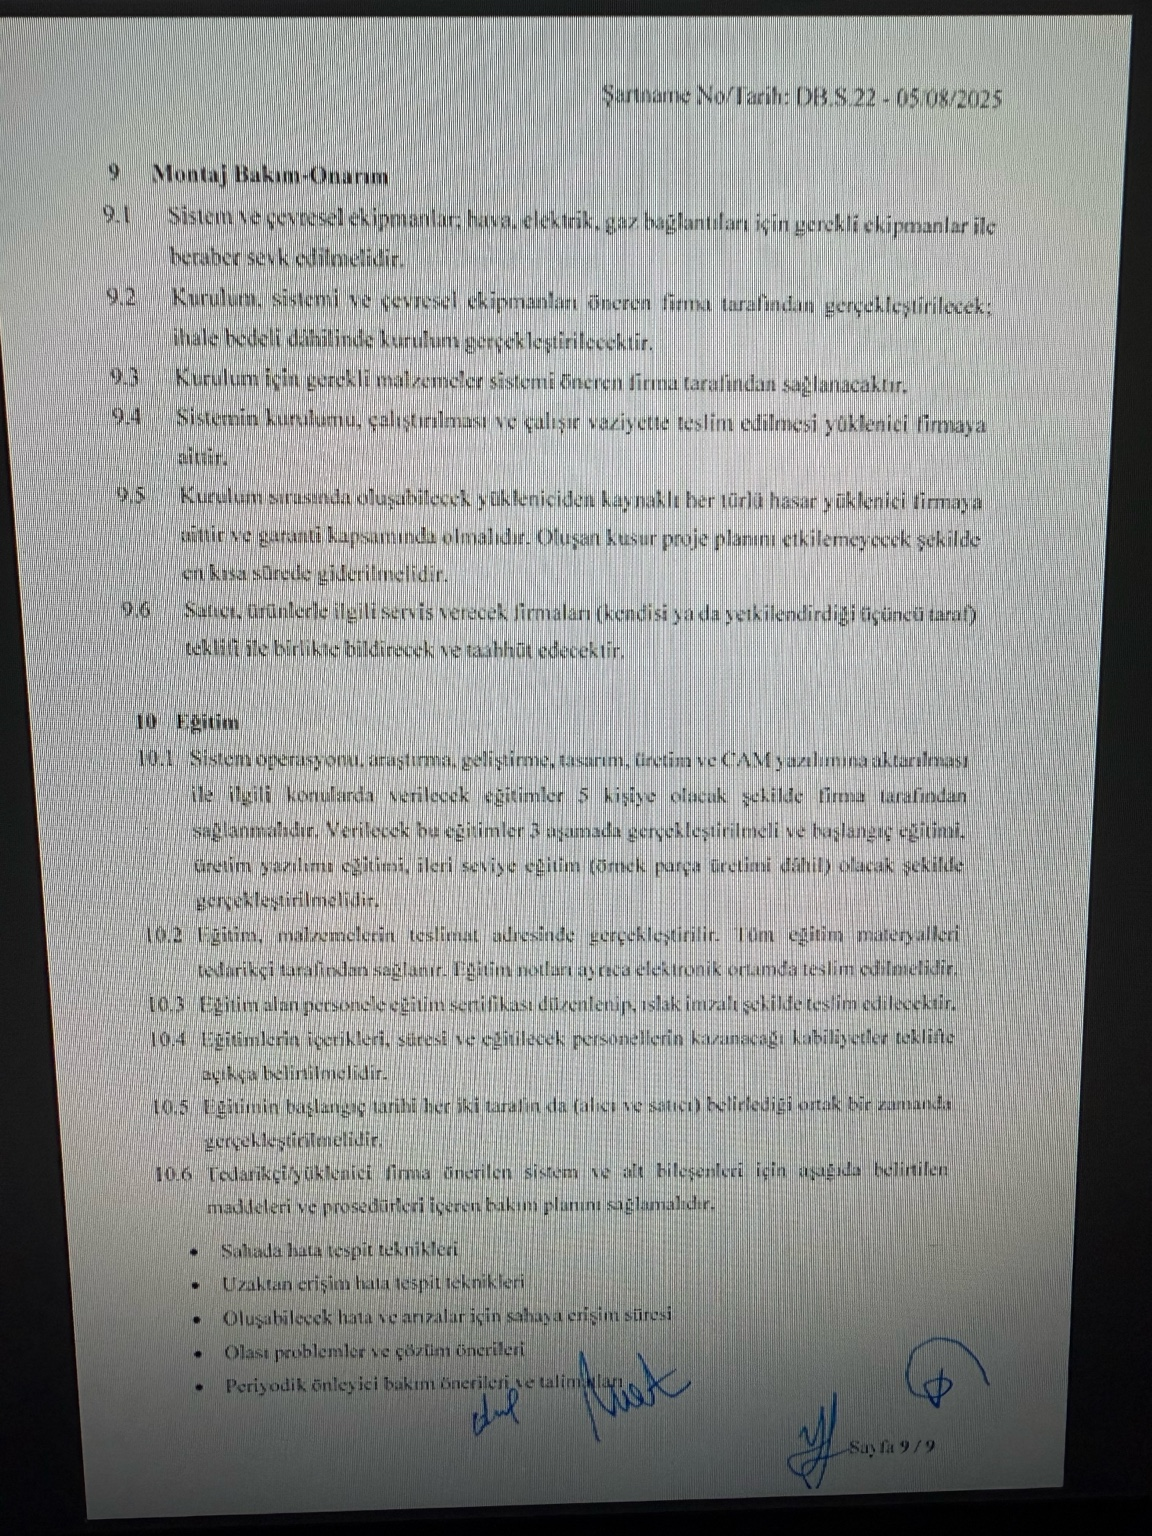 Şartname No/Tarih: DB.S.22 - 05/08/2025
9 Montaj Bakım-Onarım
9.1 Sistem ve çevresel ekipmanlar; hava, elektrik, gaz bağlantıları için gerekli ekipmanlar ile
beraber sevk edilmelidir.
9.2 Kurulum, sistemi ve çevresel ekipmanları öneren firma tarafından gerçekleştirilecek;
ihale bedeli dâhilinde kurulum gerçekleştirilecektir.
9.3 Kurulum için gerekli malzemeler sistemi öneren firma tarafından sağlanacaktır.
9.4 Sistemin kurulumu, çalıştırılması ve çalışır vaziyette teslim edilmesi yüklenici firmaya
aittir.
9.5 Kurulum sırasında oluşabilecek yükleniciden kaynaklı her türlü hasar yüklenici firmaya
aittir ve garanti kapsamında olmalıdır. Oluşan kusur proje planını etkilemeyecek şekilde
en kısa sürede giderilmelidir.
9.6 Satıcı, ürünlerle ilgili servis verecek firmaları (kendisi ya da yetkilendirdiği üçüncü taraf)
teklifi ile birlikte bildirecek ve taahhüt edecektir.
10 Eğitim
10.1 Sistem operasyonu, araştırma, geliştirme, tasarım, üretim ve CAM yazılımına aktarılması
ile ilgili konularda verilecek eğitimler 5 kişiye olacak şekilde firma tarafından
sağlanmalıdır. Verilecek bu eğitimler 3 aşamada gerçekleştirilmeli ve başlangıç eğitimi,
üretim yazılımı eğitimi, ileri seviye eğitim (örnek parça üretimi dâhil) olacak şekilde
gerçekleştirilmelidir.
10.2 Eğitim, malzemelerin teslimat adresinde gerçekleştirilir. Tüm eğitim materyalleri
tedarikçi tarafından sağlanır. Eğitim notları ayrıca elektronik ortamda teslim edilmelidir.
10.3 Eğitim alan personele eğitim sertifikası düzenlenip, ıslak imzalı şekilde teslim edilecektir.
10.4 Eğitimlerin içerikleri, süresi ve eğitilecek personellerin kazanacağı kabiliyetler teklifte
açıkça belirtilmelidir.
10.5 Eğitimin başlangıç tarihi her iki tarafın da (alıcı ve satıcı) belirlediği ortak bir zamanda
gerçekleştirilmelidir.
10.6 Tedarikçi/yüklenici firma önerilen sistem ve alt bileşenleri için aşağıda belirtilen
maddeleri ve prosedürleri içeren bakım planını sağlamalıdır.
• Sahada hata tespit teknikleri
• Uzaktan erişim hata tespit teknikleri
• Oluşabilecek hata ve arızalar için sahaya erişim süresi
• Olası problemler ve çözüm önerileri
• Periyodik önleyici bakım önerileri ve talimatları
Sayfa 9 / 9